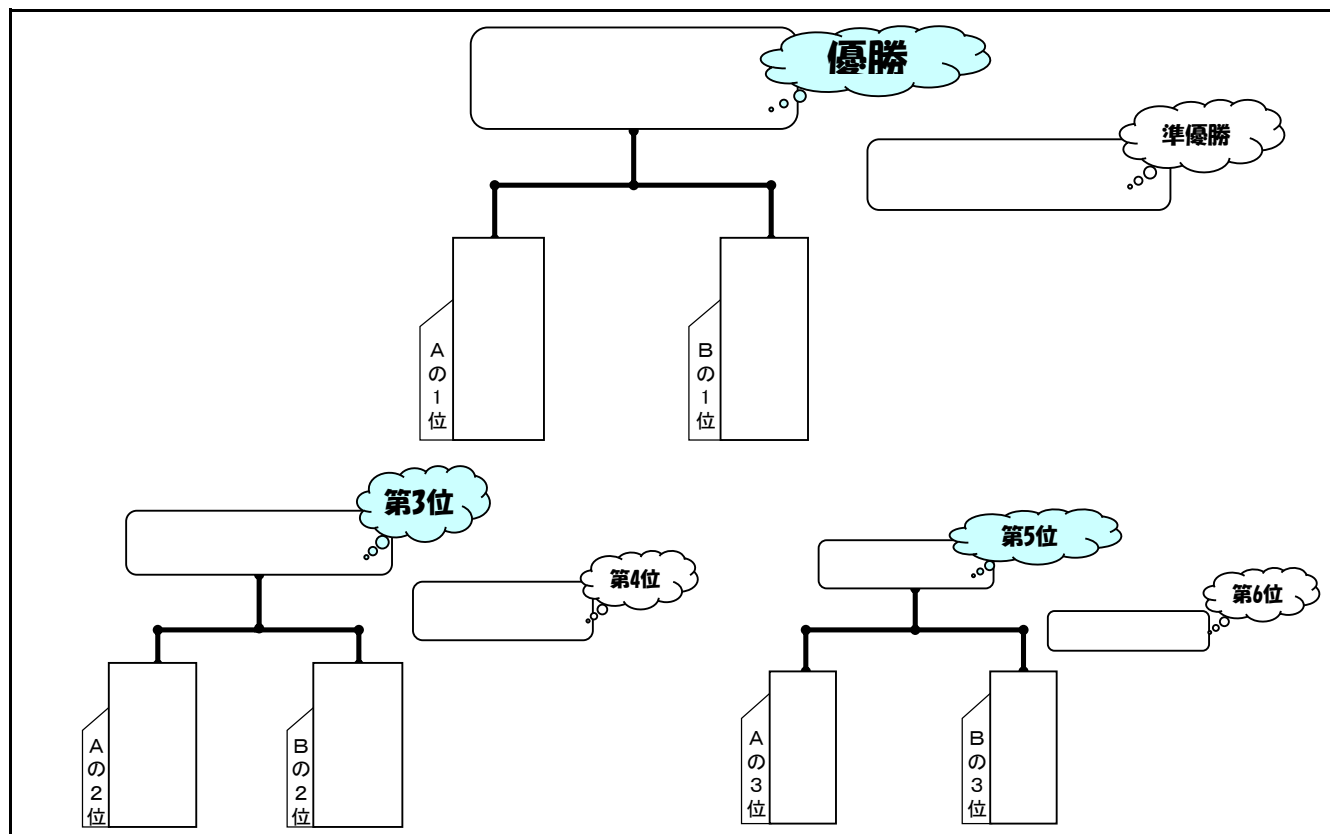 優勝
準優勝
Aの1位
Bの1位
第3位
第4位
第5位
第6位
Aの2位
Bの2位
Aの3位
Bの3位